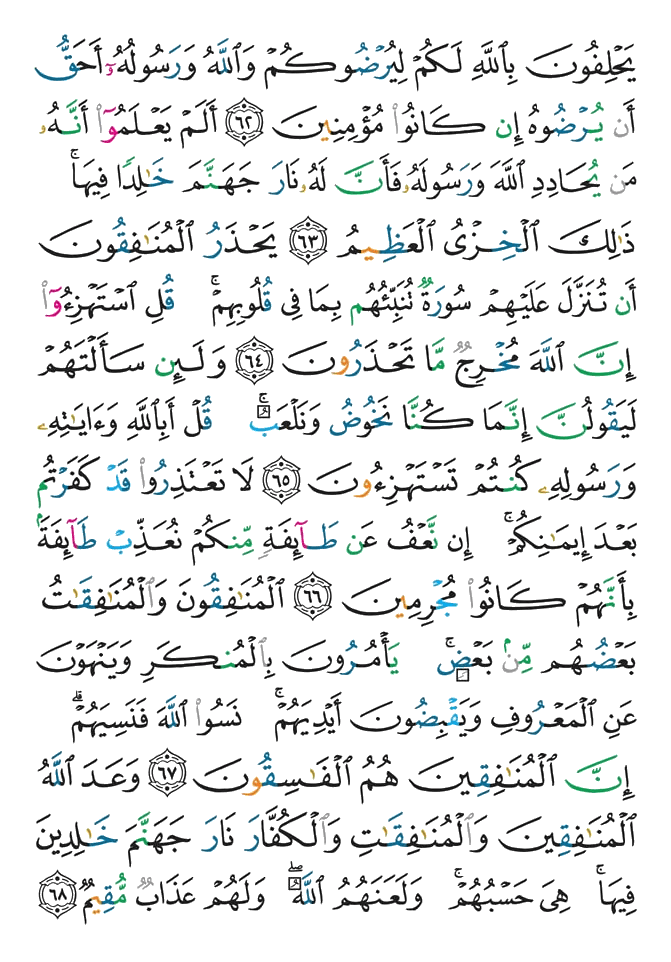 يَحْلِفُونَ بِٱللَّهِ لَكُمْ لِيُرْضُوكُمْ وَٱللَّهُ وَرَسُولُهُۥٓ أَحَقُّ
أَن يُرْضُوهُ إِن كَانُوا۟ مُؤْمِنِينَ ٦٢ أَلَمْ يَعْلَمُوٓا۟ أَنَّهُۥ
مَن يُحَادِدِ ٱللَّهَ وَرَسُولَهُۥ فَأَنَّ لَهُۥ نَارَ جَهَنَّمَ خَٰلِدًا فِيهَا ۚ
ذَٰلِكَ ٱلْخِزْىُ ٱلْعَظِيمُ ٦٣ يَحْذَرُ ٱلْمُنَٰفِقُونَ
أَن تُنَزَّلَ عَلَيْهِمْ سُورَةٌ تُنَبِّئُهُم بِمَا فِى قُلُوبِهِمْ ۚ قُلِ ٱسْتَهْزِءُوٓا۟
إِنَّ ٱللَّهَ مُخْرِجٌ مَّا تَحْذَرُونَ ٦٤ وَلَئِن سَأَلْتَهُمْ
لَيَقُولُنَّ إِنَّمَا كُنَّا نَخُوضُ وَنَلْعَبُ ۚ قُلْ أَبِٱللَّهِ وَءَايَٰتِهِۦ
وَرَسُولِهِۦ كُنتُمْ تَسْتَهْزِءُونَ ٦٥ لَا تَعْتَذِرُوا۟ قَدْ كَفَرْتُم
بَعْدَ إِيمَٰنِكُمْ ۚ إِن نَّعْفُ عَن طَآئِفَةٍ مِّنكُمْ نُعَذِّبْ طَآئِفَةًۢ
بِأَنَّهُمْ كَانُوا۟ مُجْرِمِينَ ٦٦ ٱلْمُنَٰفِقُونَ وَٱلْمُنَٰفِقَٰتُ
بَعْضُهُم مِّنۢ بَعْضٍ ۚ يَأْمُرُونَ بِٱلْمُنكَرِ وَيَنْهَوْنَ
عَنِ ٱلْمَعْرُوفِ وَيَقْبِضُونَ أَيْدِيَهُمْ ۚ نَسُوا۟ ٱللَّهَ فَنَسِيَهُمْ ۗ
إِنَّ ٱلْمُنَٰفِقِينَ هُمُ ٱلْفَٰسِقُونَ ٦٧ وَعَدَ ٱللَّهُ
ٱلْمُنَٰفِقِينَ وَٱلْمُنَٰفِقَٰتِ وَٱلْكُفَّارَ نَارَ جَهَنَّمَ خَٰلِدِينَ
فِيهَا ۚ هِىَ حَسْبُهُمْ ۚ وَلَعَنَهُمُ ٱللَّهُ ۖ وَلَهُمْ عَذَابٌ مُّقِيمٌ ٦٨